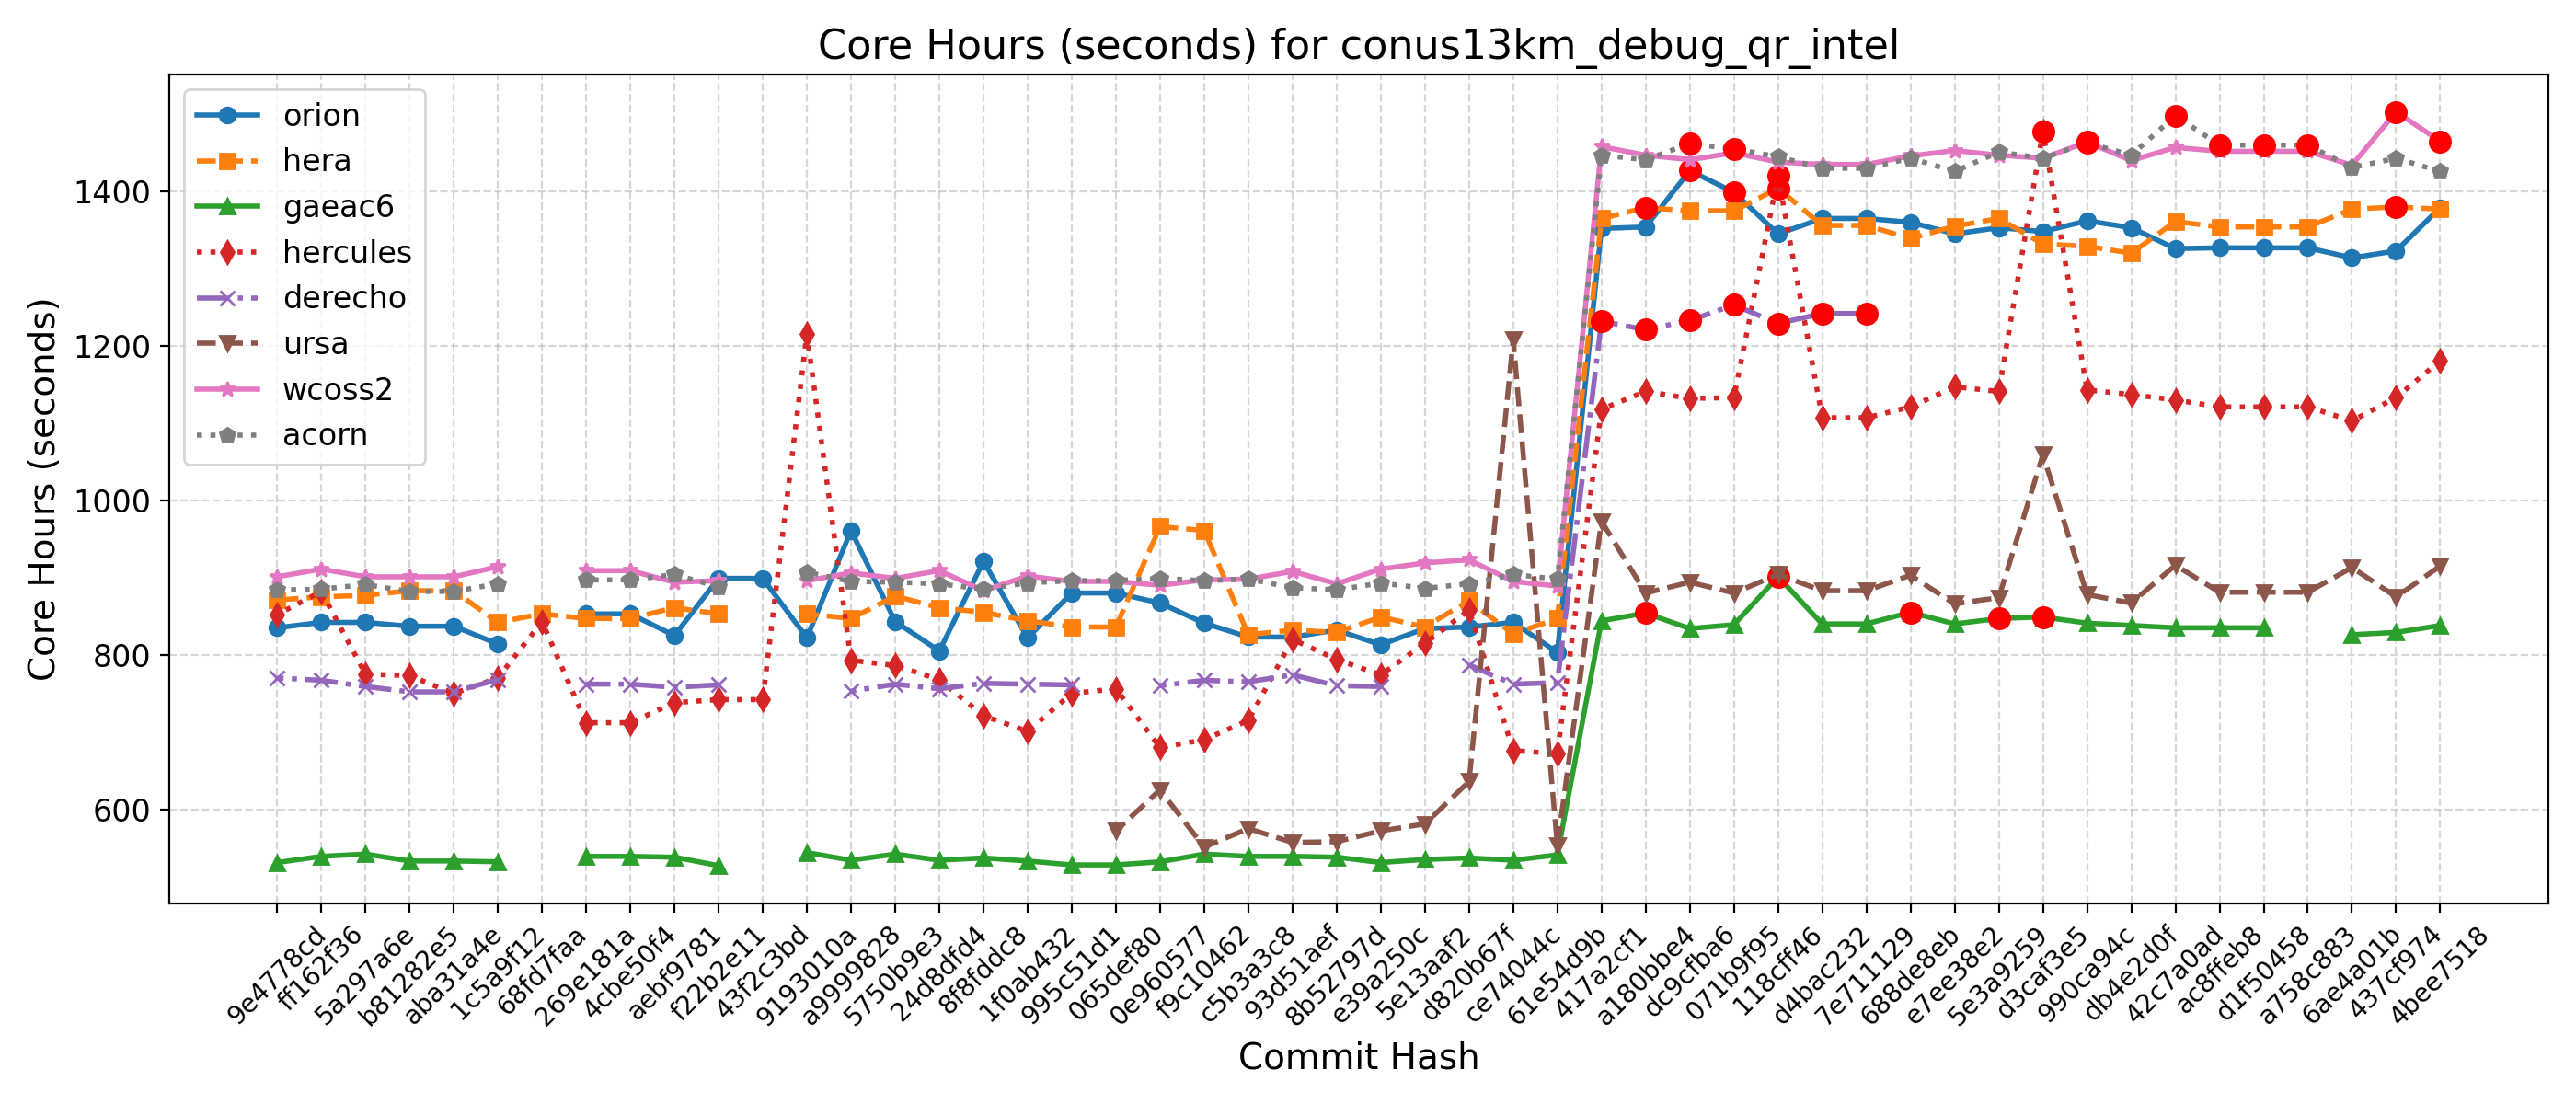 Core Hours (seconds) for conus13km_debug_qr_intel
orion
hera
gaeac6
hercules
derecho
ursa
wcoss2
acorn
Core Hours (seconds)
1400
1200
1000
800
600
9e4778cd
ff162f36
5a297a6e
b81282e5
aba31a4e
1c5a9f12
68fd7faa
269e181a
4cbe50f4
aebf9781
f22b2e11
43f2c3bd
9193010a
a9999828
5750b9e3
24d8dfd4
8f8fddc8
1f0ab432
995c51d1
065def80
0e960577
f9c10462
c5b3a3c8
93d51aef
8b52797d
e39a250c
5e13aaf2
d820b67f
ce74044c
61e54d9b
417a2cf1
a180bbe4
dc9cfba6
071b9f95
118cff46
d4bac232
7e711129
688de8eb
e7ee38e2
5e3a9259
d3caf3e5
990ca94c
db4e2d0f
42c7a0ad
ac8ffeb8
d1f50458
a758c883
6ae4a01b
437cf974
4bee7518
Commit Hash